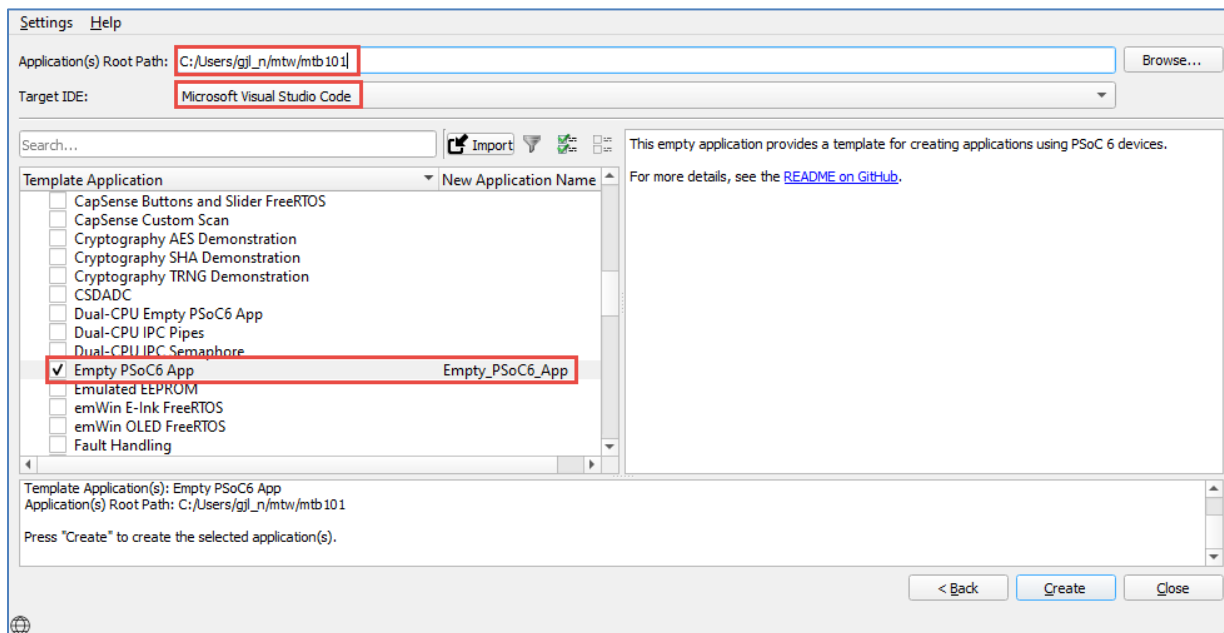 Settings Help
Application(s) Root Path: C:/Users/gjl_n/mtw/mtb101 Browse...
Target IDE: Microsoft Visual Studio Code
Search... Import
Template Application New Application Name
CapSense Buttons and Slider FreeRTOS
CapSense Custom Scan
Cryptography AES Demonstration
Cryptography SHA Demonstration
Cryptography TRNG Demonstration
CSDADC
Dual-CPU Empty PSoC6 App
Dual-CPU IPC Pipes
Dual-CPU IPC Semaphore
Empty PSoC6 App Empty_PSoC6_App
Emulated EEPROM
emWin E-Ink FreeRTOS
emWin OLED FreeRTOS
Fault Handling
This empty application provides a template for creating applications using PSoC 6 devices.
For more details, see the README on GitHub.
Template Application(s): Empty PSoC6 App
Application(s) Root Path: C:/Users/gjl_n/mtw/mtb101
Press "Create" to create the selected application(s).
< Back Create Close